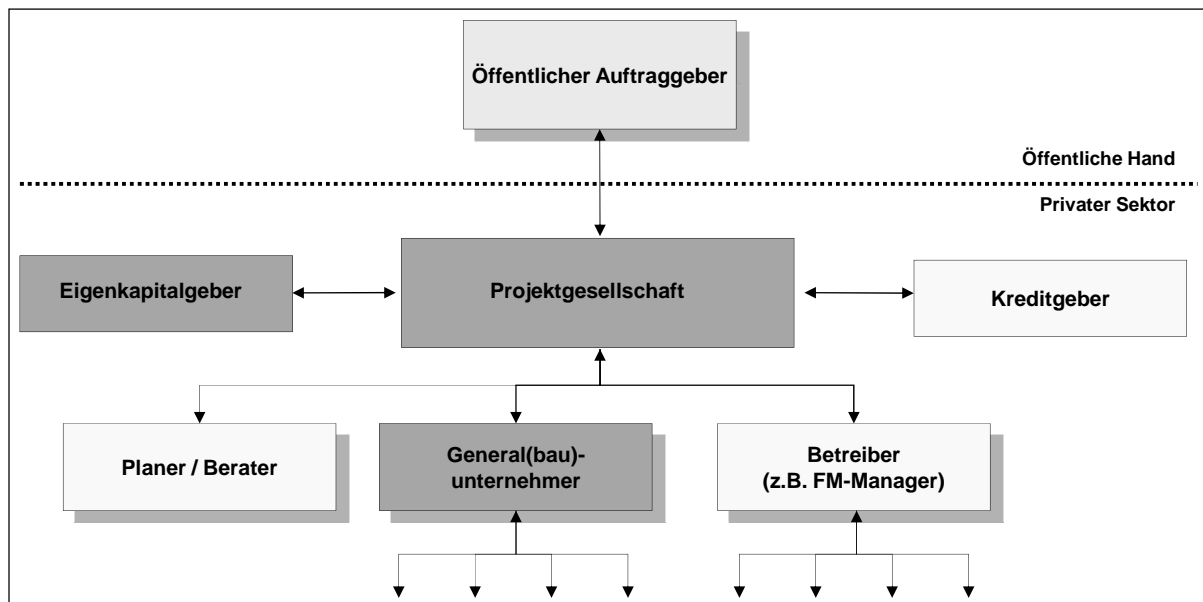 Öffentlicher Auftraggeber
Öffentliche Hand
Privater Sektor
Eigenkapitalgeber
Projektgesellschaft
Kreditgeber
Planer / Berater
General(bau)-
unternehmer
Betreiber
(z.B. FM-Manager)